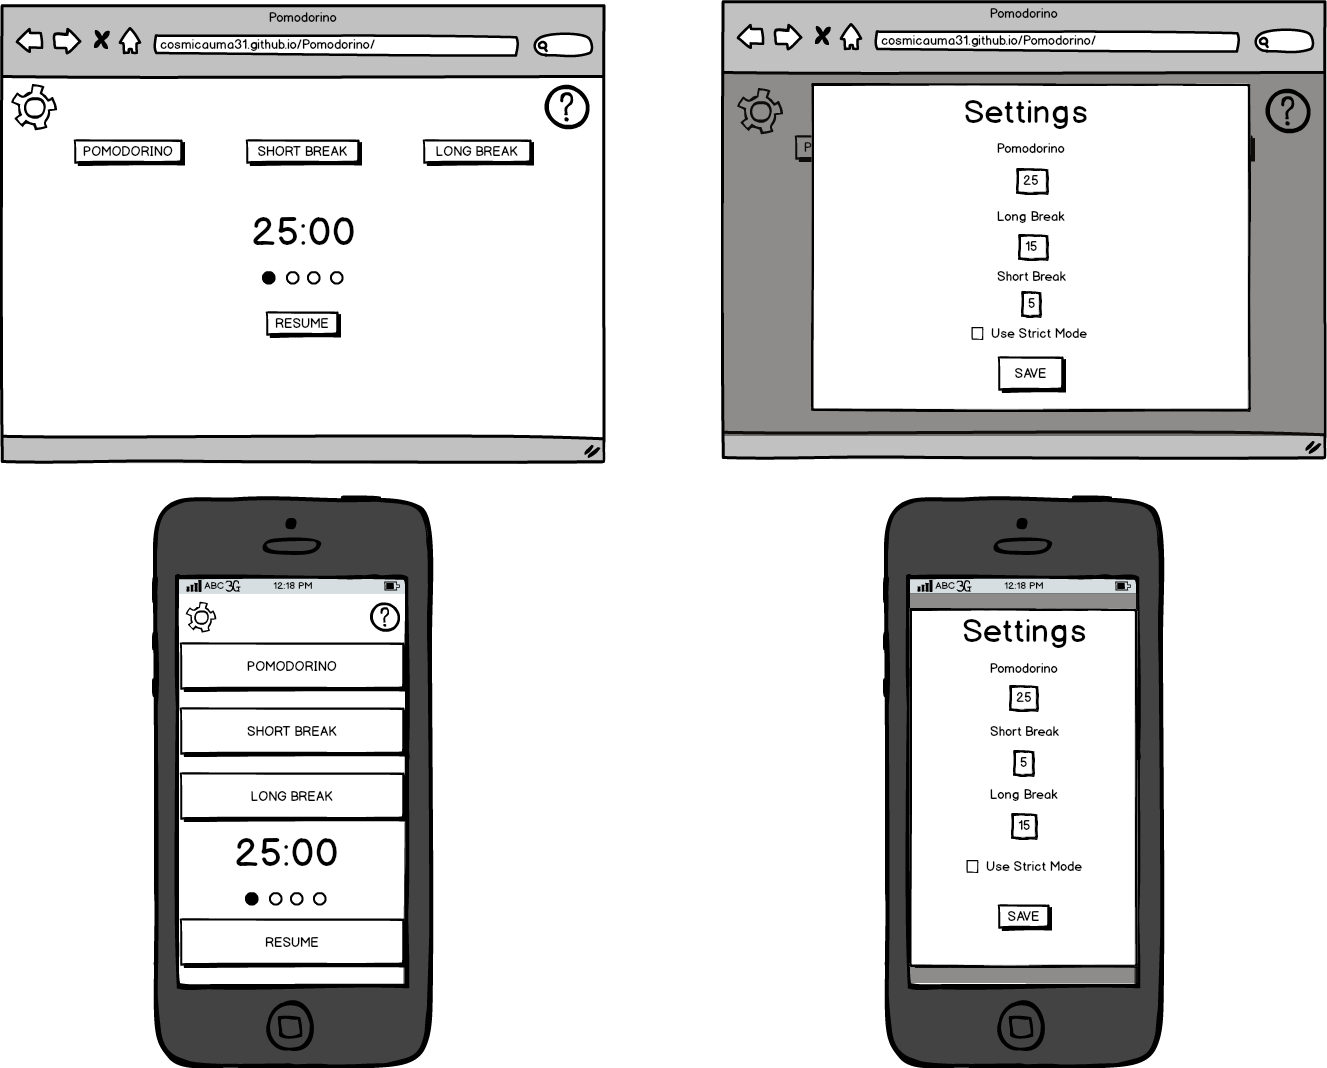 Pomodorino
cosmicauma31.github.io/Pomodorino/
?
POMODORINO SHORT BREAK LONG BREAK
25:00
RESUME
Pomodorino
cosmicauma31.github.io/Pomodorino/
?
P
Settings
Pomodorino
25
Long Break
15
Short Break
5
Use Strict Mode
SAVE
ABC 3G 12:18 PM
?
POMODORINO
SHORT BREAK
LONG BREAK
25:00
RESUME
ABC 3G 12:18 PM
Settings
Pomodorino
25
Short Break
5
Long Break
15
Use Strict Mode
SAVE